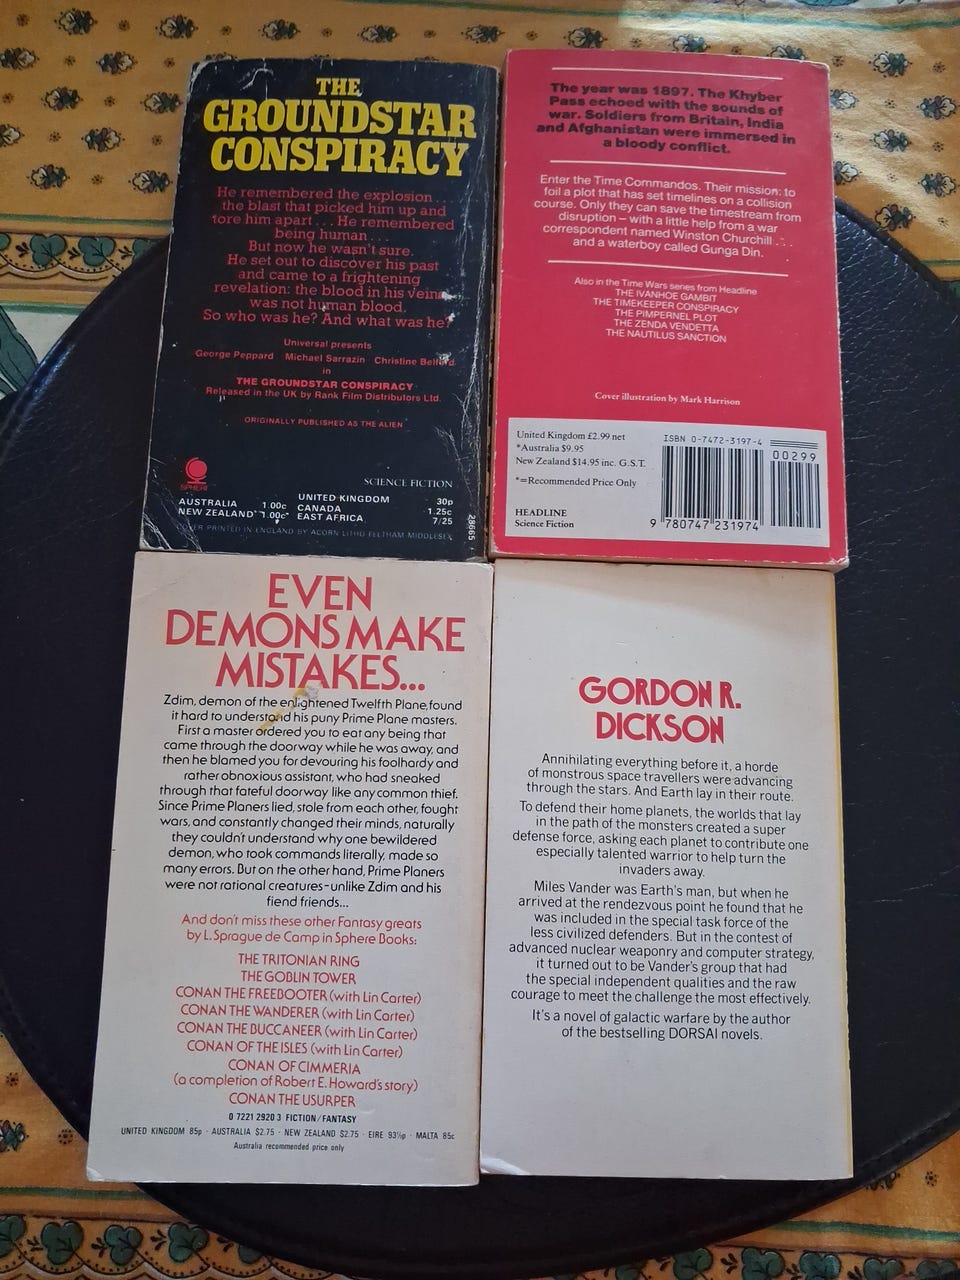 THE
GROUNDSTAR
CONSPIRACY
He remembered the explosion . . .
the blast that picked him up and
tore him apart . . . He remembered
being human . . .
But now he wasn't sure.
He set out to discover his past
and came to a frightening
revelation: the blood in his veins
was not human blood.
So who was he? And what was he?
Universal presents
George Peppard Michael Sarrazin Christine Belford
in
THE GROUNDSTAR CONSPIRACY
Released in the UK by Rank Film Distributors Ltd.
ORIGINALLY PUBLISHED AS THE ALIEN
SPHERE
SCIENCE FICTION
AUSTRALIA 1.00c
NEW ZEALAND 1.00c
UNITED KINGDOM 30p
CANADA 1.25c
EAST AFRICA 7/25
COVER PRINTED IN ENGLAND BY ACORN LITHO FELTHAM MIDDLESEX
28665
The year was 1897. The Khyber
Pass echoed with the sounds of
war. Soldiers from Britain, India
and Afghanistan were immersed in
a bloody conflict.
Enter the Time Commandos. Their mission: to
foil a plot that has set timelines on a collision
course. Only they can save the timestream from
disruption – with a little help from a war
correspondent named Winston Churchill . . .
and a waterboy called Gunga Din.
Also in the Time Wars series from Headline
THE IVANHOE GAMBIT
THE TIMEKEEPER CONSPIRACY
THE PIMPERNEL PLOT
THE ZENDA VENDETTA
THE NAUTILUS SANCTION
Cover illustration by Mark Harrison
United Kingdom £2.99 net
*Australia $9.95
New Zealand $14.95 inc. G.S.T.
*=Recommended Price Only
HEADLINE
Science Fiction
ISBN 0-7472-3197-4
00299
9 780747 231974
EVEN
DEMONS MAKE
MISTAKES...
Zdim, demon of the enlightened Twelfth Plane, found
it hard to understand his puny Prime Plane masters.
First a master ordered you to eat any being that
came through the doorway while he was away, and
then he blamed you for devouring his foolhardy and
rather obnoxious assistant, who had sneaked
through that fateful doorway like any common thief.
Since Prime Planers lied, stole from each other, fought
wars, and constantly changed their minds, naturally
they couldn't understand why one bewildered
demon, who took commands literally, made so
many errors. But on the other hand, Prime Planers
were not rational creatures-unlike Zdim and his
fiend friends...
And don't miss these other Fantasy greats
by L. Sprague de Camp in Sphere Books:
THE TRITONIAN RING
THE GOBLIN TOWER
CONAN THE FREEBOOTER (with Lin Carter)
CONAN THE WANDERER (with Lin Carter)
CONAN THE BUCCANEER (with Lin Carter)
CONAN OF THE ISLES (with Lin Carter)
CONAN OF CIMMERIA
(a completion of Robert E. Howard's story)
CONAN THE USURPER
0 7221 2920 3 FICTION/FANTASY
UNITED KINGDOM 85p · AUSTRALIA $2.75 · NEW ZEALAND $2.75 · EIRE 93½p · MALTA 85c
Australia recommended price only
GORDON R.
DICKSON
Annihilating everything before it, a horde
of monstrous space travellers were advancing
through the stars. And Earth lay in their route.
To defend their home planets, the worlds that lay
in the path of the monsters created a super
defense force, asking each planet to contribute one
especially talented warrior to help turn the
invaders away.
Miles Vander was Earth's man, but when he
arrived at the rendezvous point he found that he
was included in the special task force of the
less civilized defenders. But in the contest of
advanced nuclear weaponry and computer strategy,
it turned out to be Vander's group that had
the special independent qualities and the raw
courage to meet the challenge the most effectively.
It's a novel of galactic warfare by the author
of the bestselling DORSAI novels.